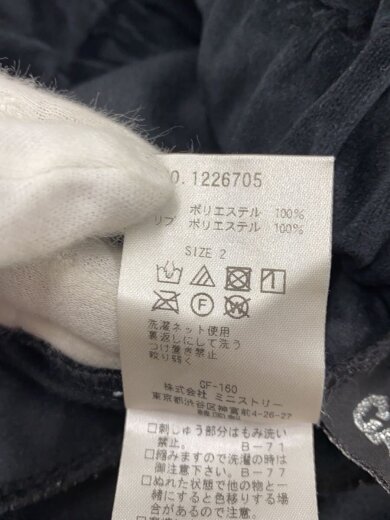 NO.1226705
ポリエステル 100%
リブ ポリエステル 100%
SIZE 2
F
W
洗濯ネット使用
裏返しにして洗う
つけ置き禁止
絞り弱く
CF-160
株式会社 ミニストリー
東京都渋谷区神宮前4-26-27
□刺しゅう部分はもみ洗い
禁止。 B-71
□縮みますので洗濯の時は
御注意下さい。 B-77
□ぬれた状態で他の物と一
緒にすると色移りする場
合があります。